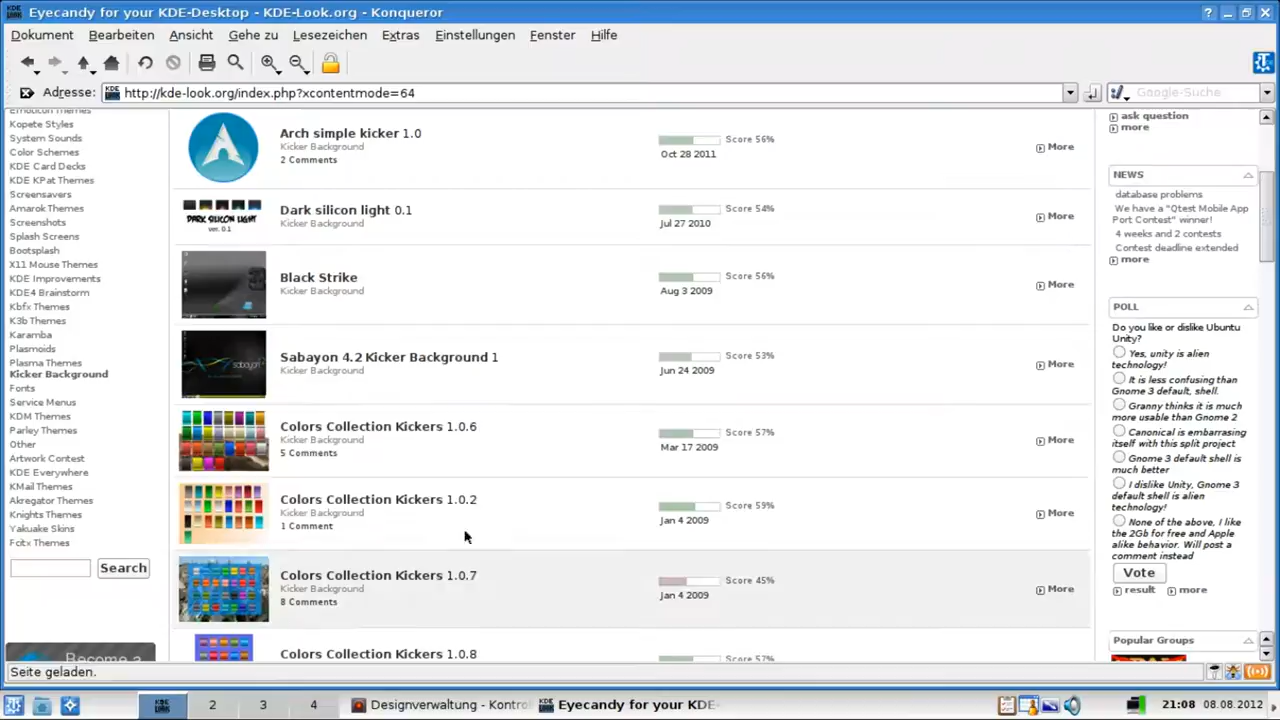 Eyecandy for your KDE-Desktop - KDE-Look.org - Konqueror
Dokument Bearbeiten Ansicht Gehe zu Lesezeichen Extras Einstellungen Fenster Hilfe
Adresse: http://kde-look.org/index.php?xcontentmode=64 Google-Suche
Emoticon Themes
Kopete Styles
System Sounds
Color Schemes
KDE Card Decks
KDE KPat Themes
Screensavers
Amarok Themes
Screenshots
Splash Screens
Bootsplash
X11 Mouse Themes
KDE Improvements
KDE4 Brainstorm
Kbfx Themes
K3b Themes
Karamba
Plasmoids
Plasma Themes
Kicker Background
Fonts
Service Menus
KDM Themes
Parley Themes
Other
Artwork Contest
KDE Everywhere
KMail Themes
Akregator Themes
Knights Themes
Yakuake Skins
Fcitx Themes
Search
Become a
Arch simple kicker 1.0
Kicker Background
2 Comments
Score 56%
Oct 28 2011
More
DARK SILICON LIGHT
ver. 0.1
Dark silicon light 0.1
Kicker Background
Score 54%
Jul 27 2010
More
Black Strike
Kicker Background
Score 56%
Aug 3 2009
More
sabayon
Sabayon 4.2 Kicker Background 1
Kicker Background
Score 53%
Jun 24 2009
More
Colors Collection Kickers 1.0.6
Kicker Background
5 Comments
Score 57%
Mar 17 2009
More
Colors Collection Kickers 1.0.2
Kicker Background
1 Comment
Score 59%
Jan 4 2009
More
Colors Collection Kickers 1.0.7
Kicker Background
8 Comments
Score 45%
Jan 4 2009
More
Colors Collection Kickers 1.0.8
Score 57%
ask question
more
NEWS
database problems
We have a "Qtest Mobile App
Port Contest" winner!
4 weeks and 2 contests
Contest deadline extended
more
POLL
Do you like or dislike Ubuntu
Unity?
Yes, unity is alien
technology!
It is less confusing than
Gnome 3 default, shell.
Granny thinks it is much
more usable than Gnome 2
Canonical is embarrasing
itself with this split project
Gnome 3 default shell is
much better
I dislike Unity, Gnome 3
default shell is alien
technology!
None of the above, I like
the 2Gb for free and Apple
alike behavior. Will post a
comment instead
Vote
result more
Popular Groups
Seite geladen.
KDE LOOK 2 3 4 Designverwaltung - Kontrol Eyecandy for your KDE- 21:08 08.08.2012